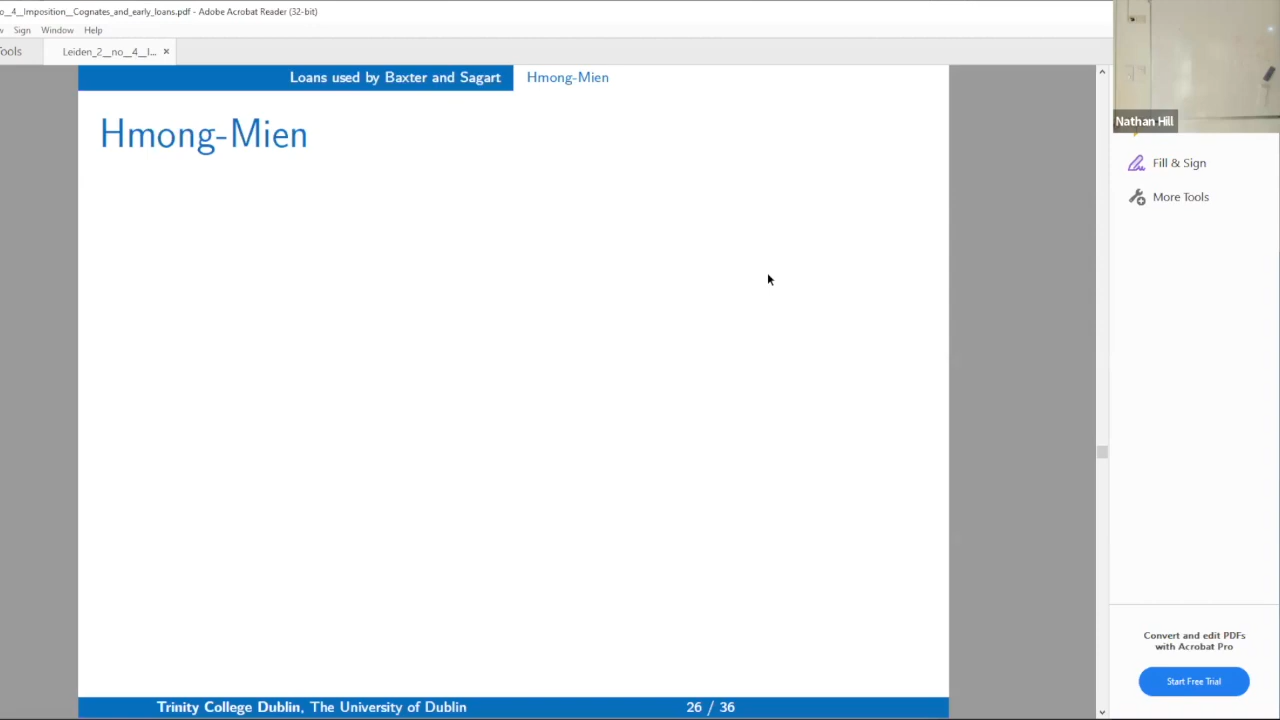 o__4__Imposition__Cognates_and_early_loans.pdf - Adobe Acrobat Reader (32-bit)
w Sign Window Help
Tools Leiden_2__no__4__I... ×
Loans used by Baxter and Sagart Hmong-Mien
Hmong-Mien
Nathan Hill
Fill & Sign
More Tools
Convert and edit PDFs
with Acrobat Pro
Start Free Trial
Trinity College Dublin, The University of Dublin 26 / 36